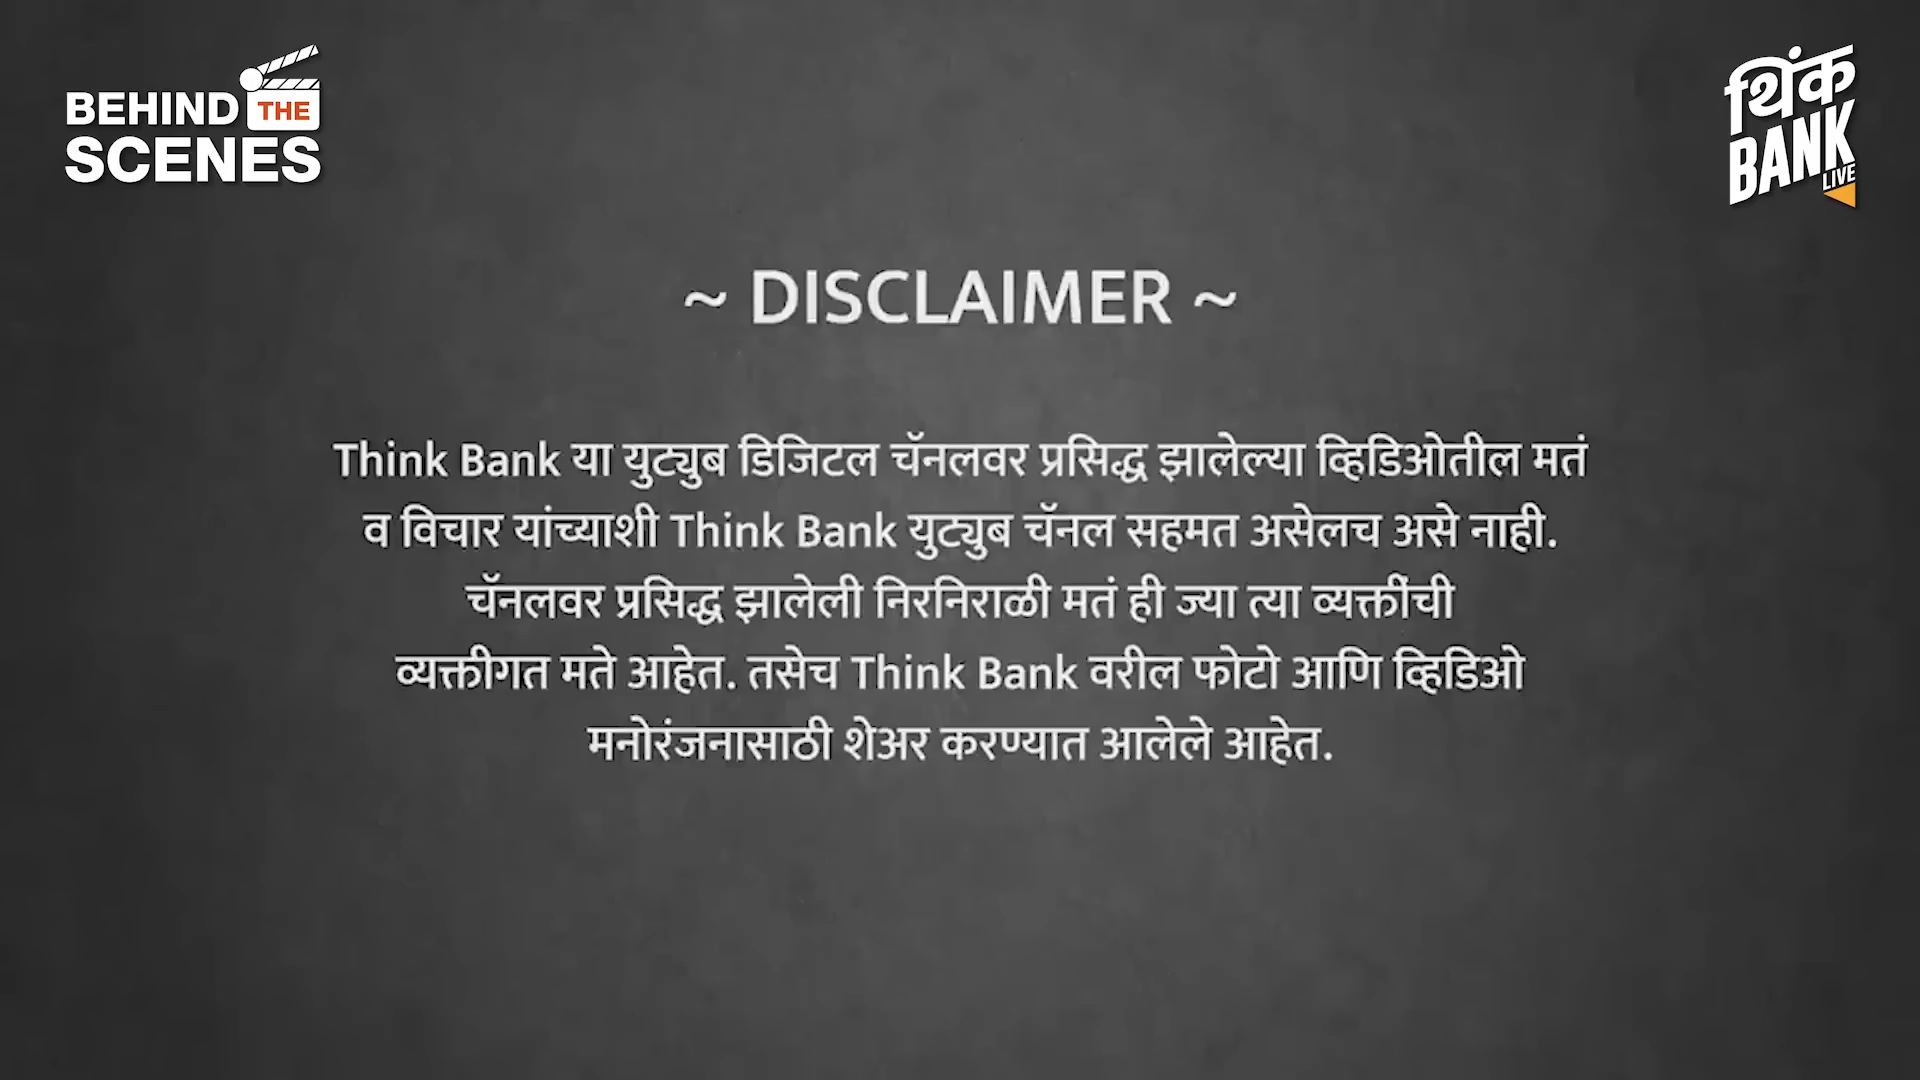 BEHIND THE
SCENES
थिंक
BANK
LIVE
~ DISCLAIMER ~
Think Bank या युट्युब डिजिटल चॅनलवर प्रसिद्ध झालेल्या व्हिडिओतील मतं
व विचार यांच्याशी Think Bank युट्युब चॅनल सहमत असेलच असे नाही.
चॅनलवर प्रसिद्ध झालेली निरनिराळी मतं ही ज्या त्या व्यक्तींची
व्यक्तीगत मते आहेत. तसेच Think Bank वरील फोटो आणि व्हिडिओ
मनोरंजनासाठी शेअर करण्यात आलेले आहेत.